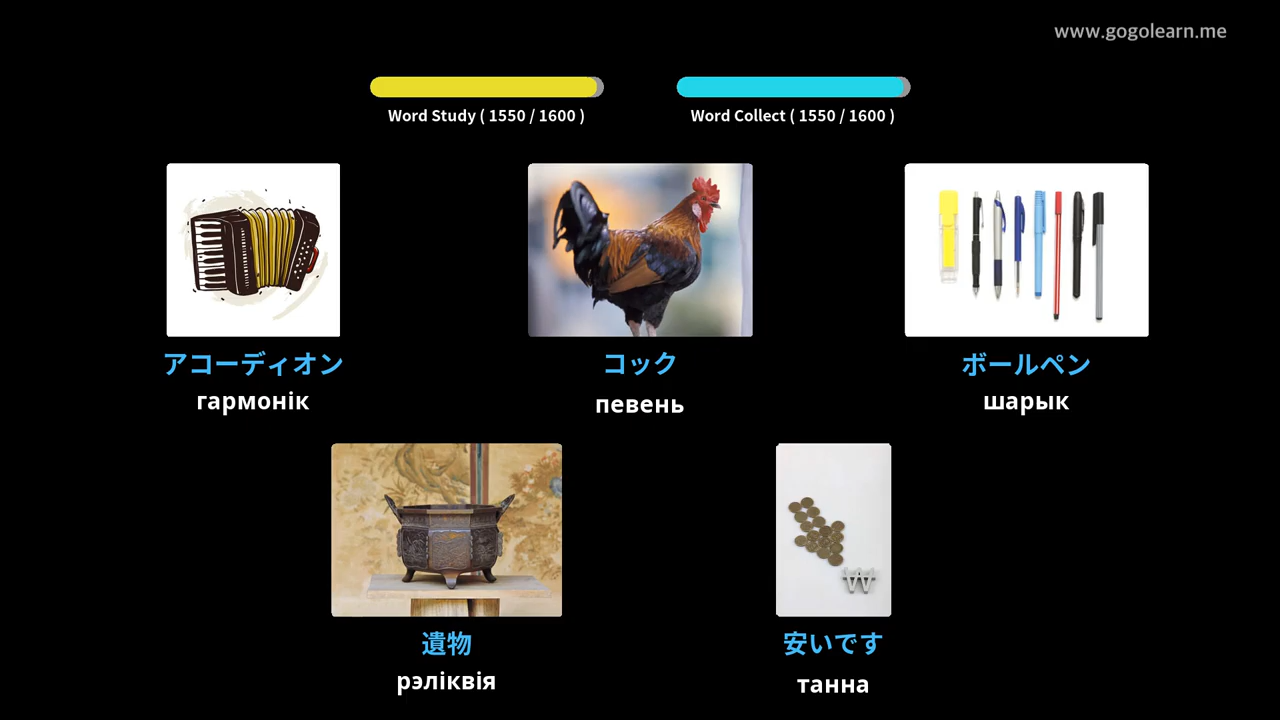 www.gogolearn.me
Word Study ( 1550 / 1600 )
Word Collect ( 1550 / 1600 )
アコーディオン
гармонік
コック
певень
ボールペン
шарык
遺物
рэліквія
安いです
танна